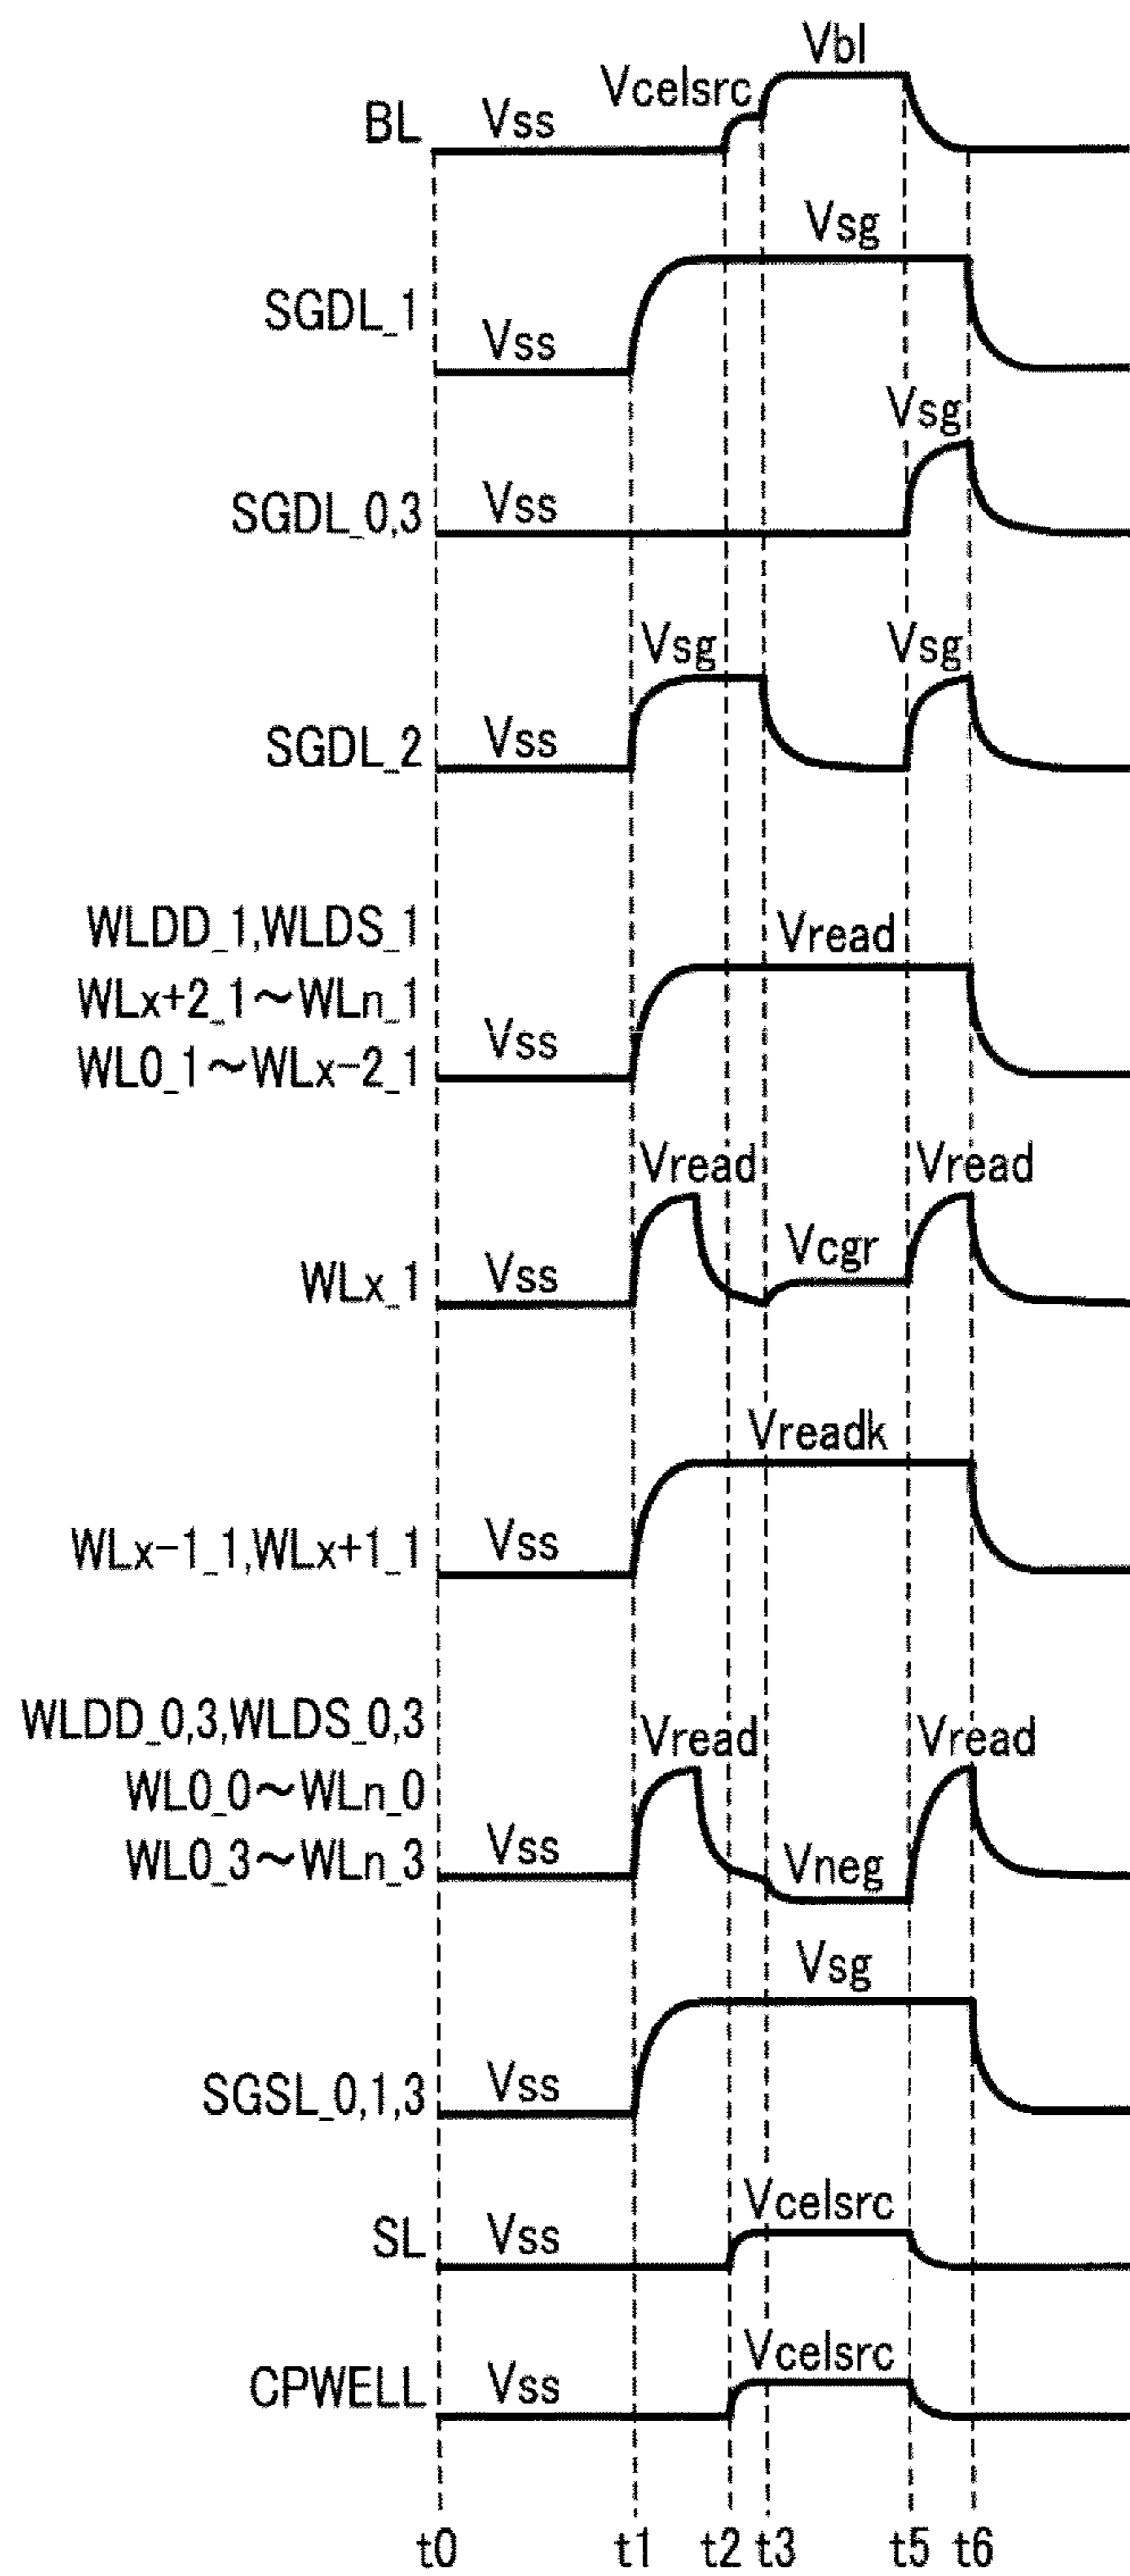 Vbl
Vcelsrc
BL Vss
Vsg
SGDL_1 Vss
Vsg
SGDL_0,3 Vss
Vsg Vsg
SGDL_2 Vss
WLDD_1,WLDS_1 Vread
WLx+2_1~WLn_1
WL0_1~WLx-2_1 Vss
Vread Vread
WLx_1 Vss Vcgr
Vreadk
WLx-1_1,WLx+1_1 Vss
WLDD_0,3,WLDS_0,3 Vread Vread
WL0_0~WLn_0
WL0_3~WLn_3 Vss Vneg
Vsg
SGSL_0,1,3 Vss
Vcelsrc
SL Vss
Vcelsrc
CPWELL Vss
t0 t1 t2 t3 t5 t6